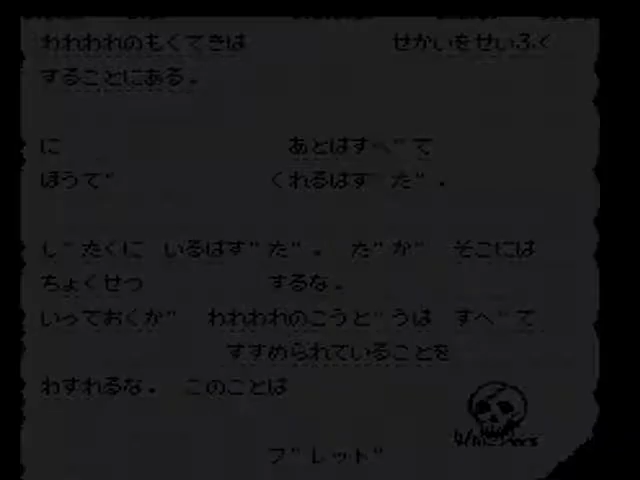 われわれのもくてきは　せかいをせいふく
することにある。
に　あとはすべて
ほうで　くれるはずだ。
じたくに　いるはずだ。　だが　そこには
ちょくせつ　するな。
いっておくが　われわれのこうどうは　すべて
すすめられていることを
わすれるな。　このことは
ブレッド